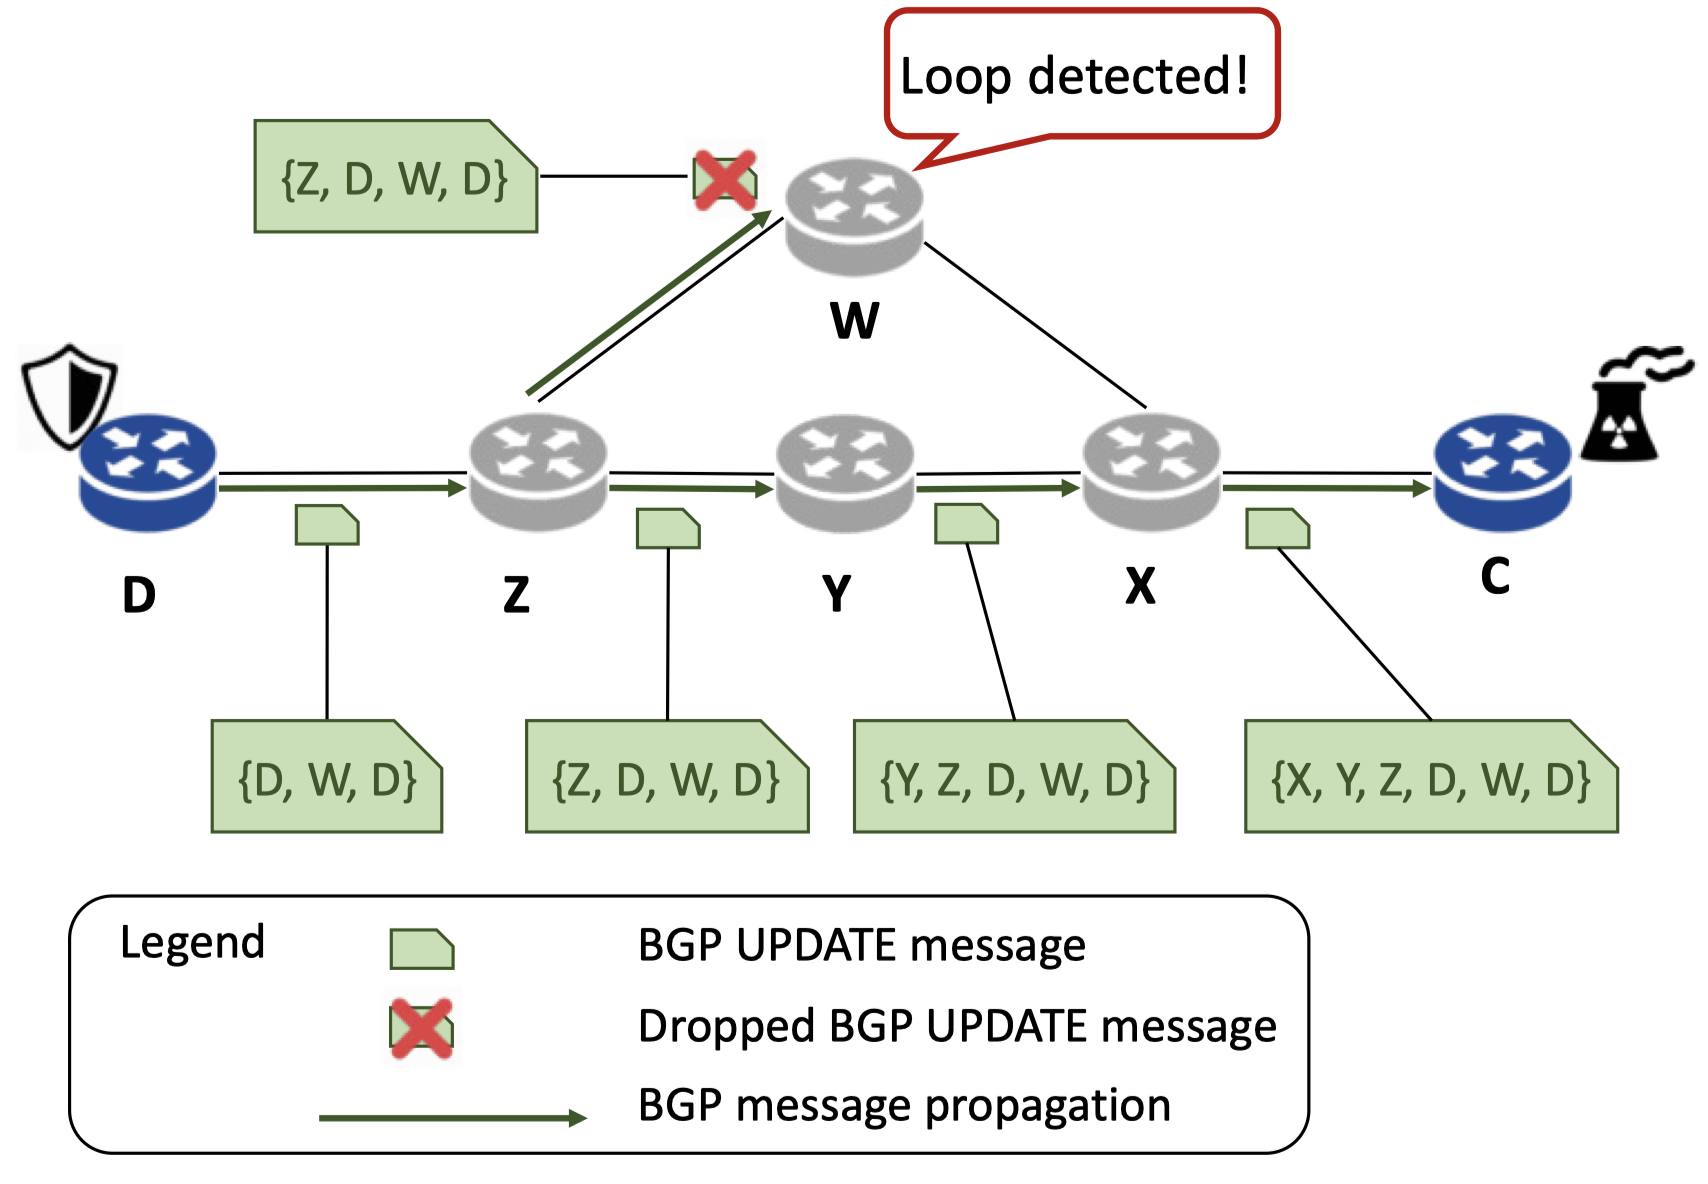 Loop detected!
{Z, D, W, D}
W
D
Z
Y
X
C
{D, W, D}
{Z, D, W, D}
{Y, Z, D, W, D}
{X, Y, Z, D, W, D}
Legend
BGP UPDATE message
Dropped BGP UPDATE message
BGP message propagation